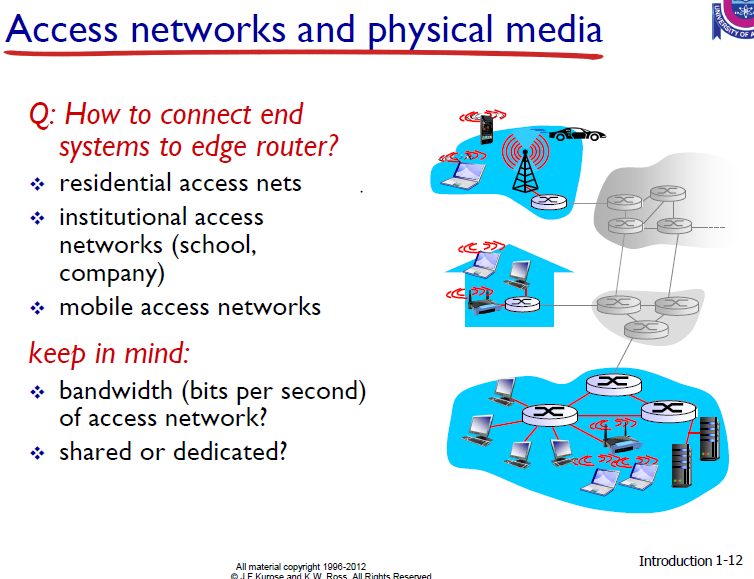 Access networks and physical media
UNIVERSITY OF A
Q: How to connect end
systems to edge router?
❖ residential access nets
❖ institutional access
networks (school,
company)
❖ mobile access networks
keep in mind:
❖ bandwidth (bits per second)
of access network?
❖ shared or dedicated?
All material copyright 1996-2012
© J.F Kurose and K.W. Ross, All Rights Reserved
Introduction 1-12